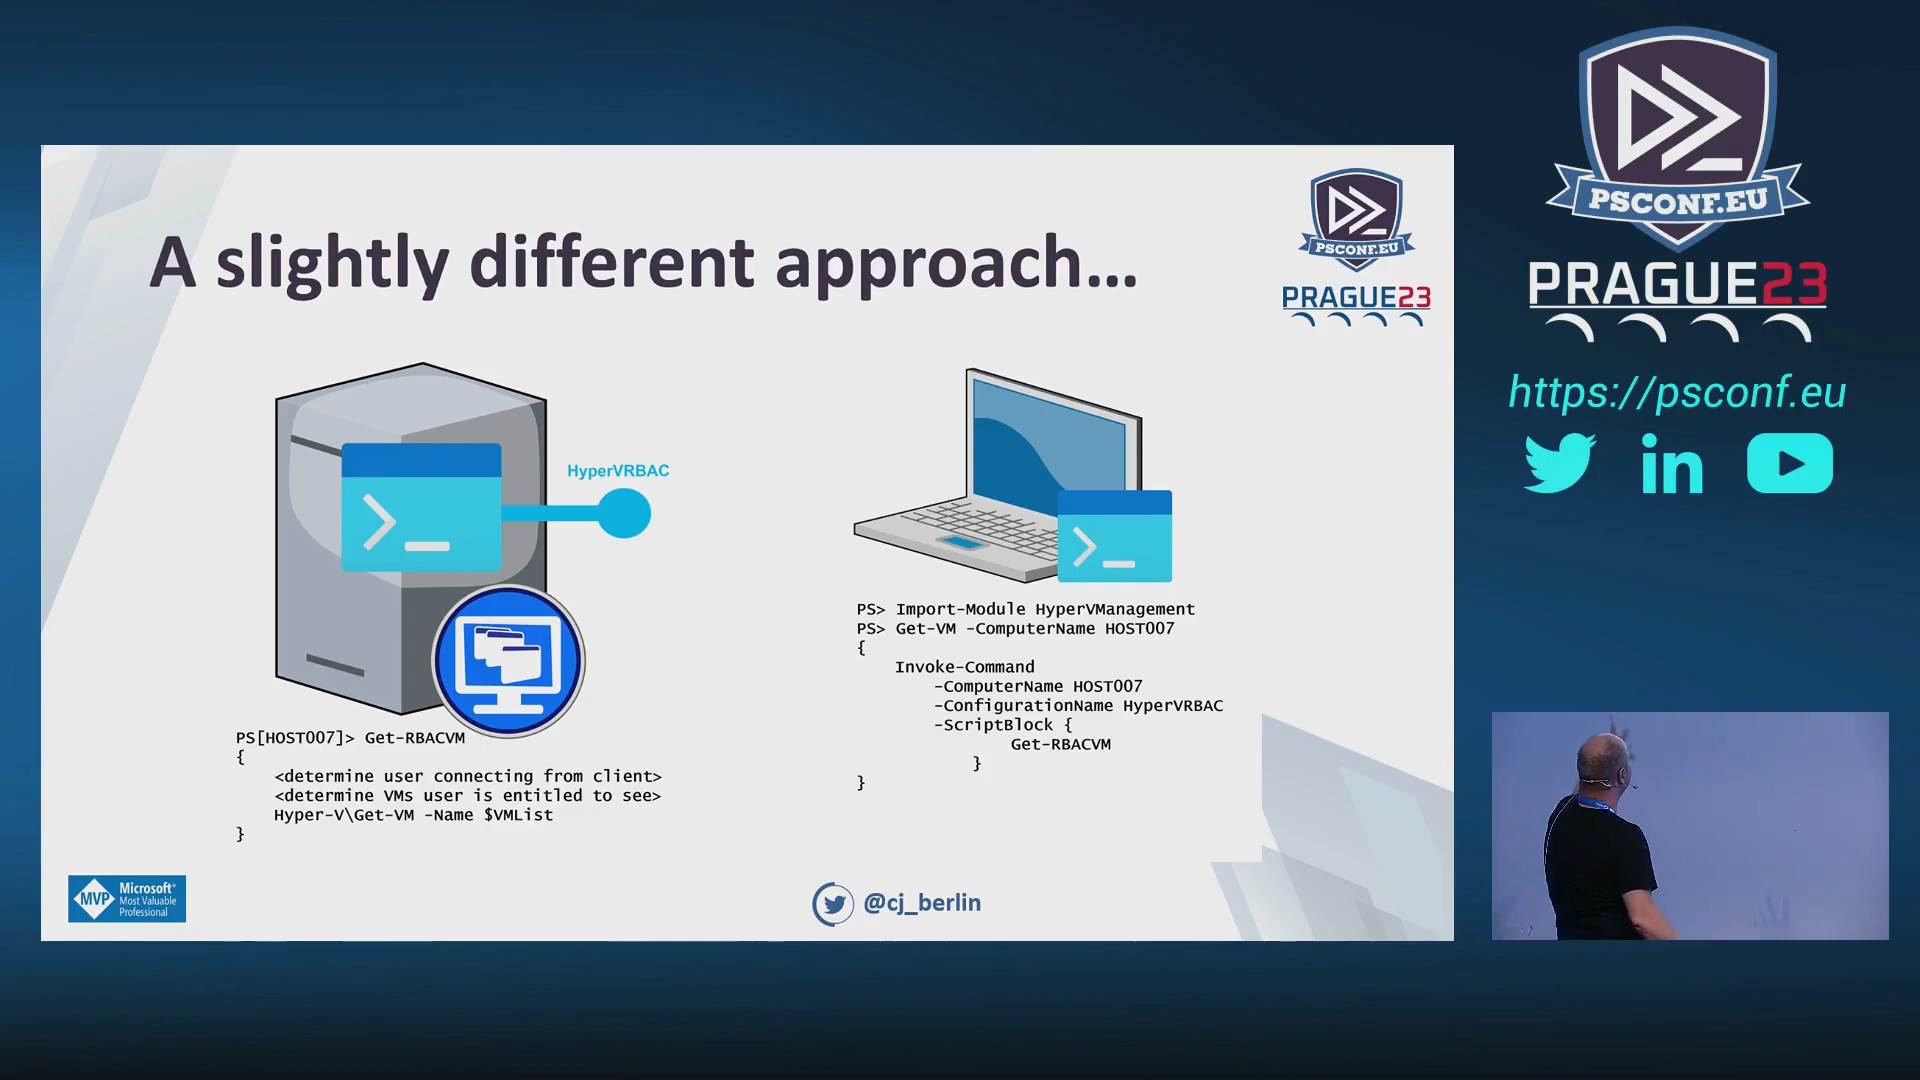 A slightly different approach...
PSCONF.EU
PRAGUE23
HyperVRBAC
PS[HOST007]> Get-RBACVM
{
<determine user connecting from client>
<determine VMs user is entitled to see>
Hyper-V\Get-VM -Name $VMList
}
PS> Import-Module HyperVManagement
PS> Get-VM -ComputerName HOST007
{
Invoke-Command
-ComputerName HOST007
-ConfigurationName HyperVRBAC
-ScriptBlock {
Get-RBACVM
}
}
MVP
Microsoft®
Most Valuable
Professional
@cj_berlin
PSCONF.EU
PRAGUE23
https://psconf.eu
in